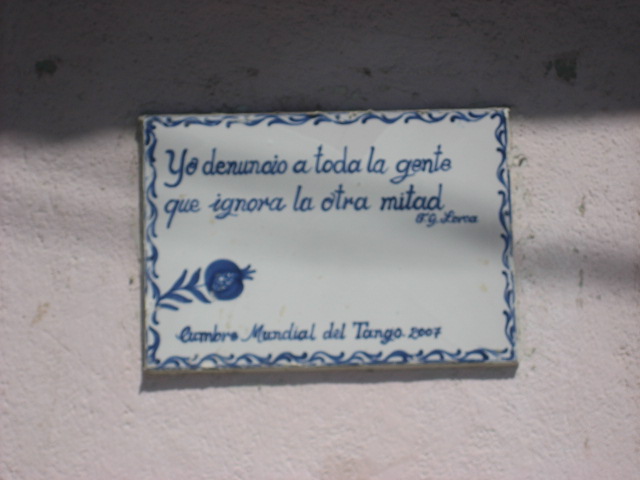 Yo denuncio a toda la gente
que ignora la otra mitad
F.G. Lorca
Cumbre Mundial del Tango. 2007